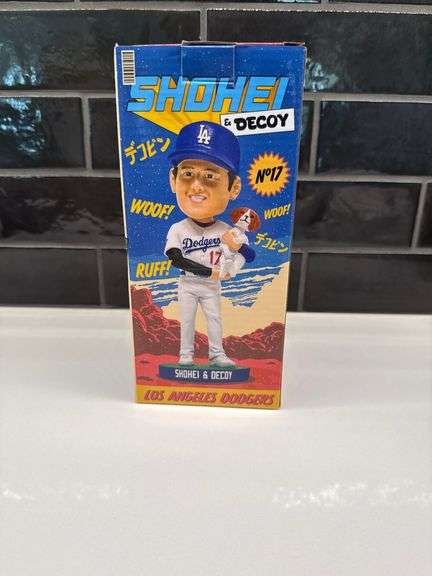 SHOHEI
& DECOY
デコピン
LA
Nº17
WOOF!
WOOF!
デコピン
Dodgers
17
RUFF!
SHOHEI & DECOY
LOS ANGELES DODGERS